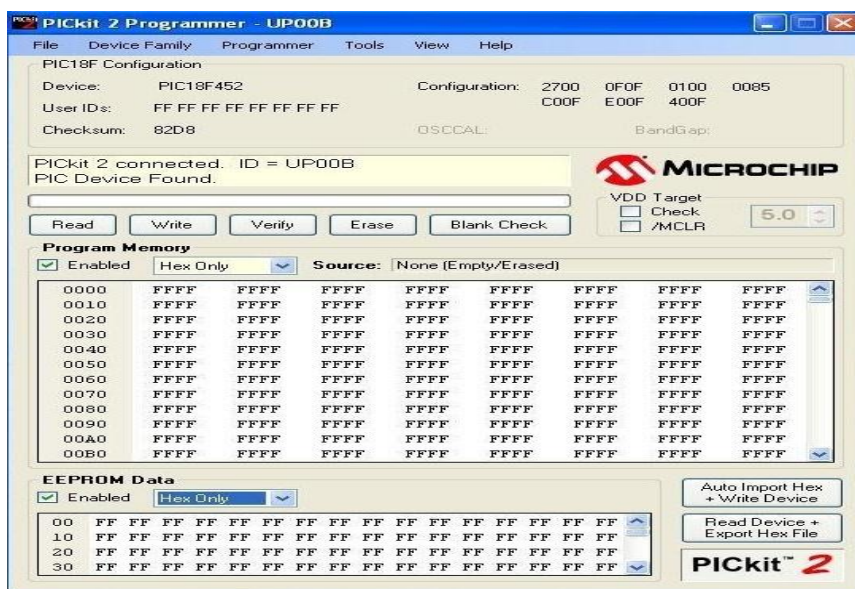 PICkit 2 Programmer - UP00B
File Device Family Programmer Tools View Help
PIC18F Configuration
Device: PIC18F452 Configuration: 2700 0F0F 0100 0085
C00F E00F 400F
User IDs: FF FF FF FF FF FF FF FF
Checksum: 82D8 OSCCAL: BandGap:
PICkit 2 connected. ID = UP00B
PIC Device Found.
MICROCHIP
VDD Target
Check
/MCLR
5.0
Read Write Verify Erase Blank Check
Program Memory
Enabled Hex Only Source: None (Empty/Erased)
0000 FFFF FFFF FFFF FFFF FFFF FFFF FFFF FFFF
0010 FFFF FFFF FFFF FFFF FFFF FFFF FFFF FFFF
0020 FFFF FFFF FFFF FFFF FFFF FFFF FFFF FFFF
0030 FFFF FFFF FFFF FFFF FFFF FFFF FFFF FFFF
0040 FFFF FFFF FFFF FFFF FFFF FFFF FFFF FFFF
0050 FFFF FFFF FFFF FFFF FFFF FFFF FFFF FFFF
0060 FFFF FFFF FFFF FFFF FFFF FFFF FFFF FFFF
0070 FFFF FFFF FFFF FFFF FFFF FFFF FFFF FFFF
0080 FFFF FFFF FFFF FFFF FFFF FFFF FFFF FFFF
0090 FFFF FFFF FFFF FFFF FFFF FFFF FFFF FFFF
00A0 FFFF FFFF FFFF FFFF FFFF FFFF FFFF FFFF
00B0 FFFF FFFF FFFF FFFF FFFF FFFF FFFF FFFF
EEPROM Data
Enabled Hex Only
00 FF FF FF FF FF FF FF FF FF FF FF FF FF FF FF FF
10 FF FF FF FF FF FF FF FF FF FF FF FF FF FF FF FF
20 FF FF FF FF FF FF FF FF FF FF FF FF FF FF FF FF
30 FF FF FF FF FF FF FF FF FF FF FF FF FF FF FF FF
Auto Import Hex
+ Write Device
Read Device +
Export Hex File
PICkit™ 2